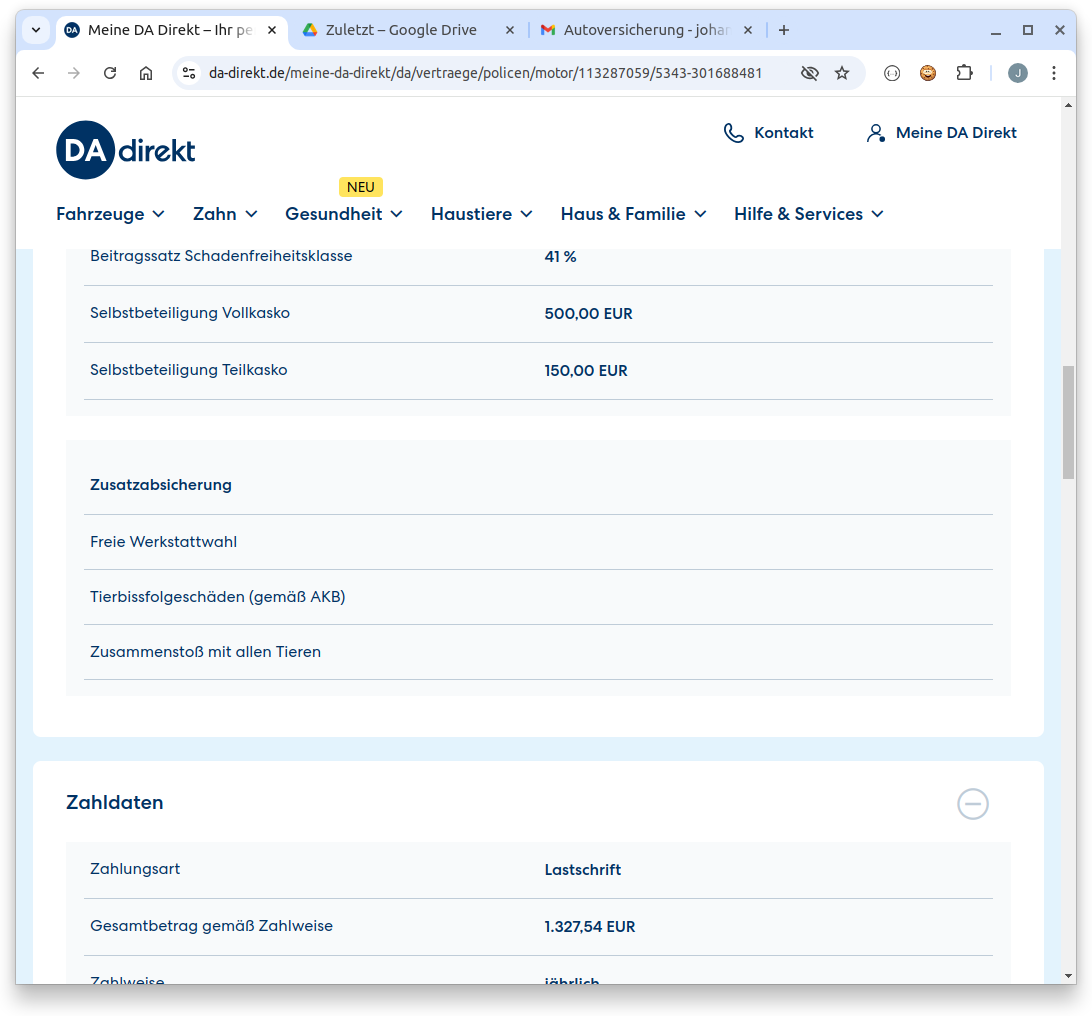 Meine DA Direkt – Ihr pe
Zuletzt – Google Drive
Autoversicherung - johan
da-direkt.de/meine-da-direkt/da/vertraege/policen/motor/113287059/5343-301688481
J
DA direkt
Kontakt
Meine DA Direkt
NEU
Fahrzeuge
Zahn
Gesundheit
Haustiere
Haus & Familie
Hilfe & Services
Beitragssatz Schadenfreiheitsklasse 41 %
Selbstbeteiligung Vollkasko 500,00 EUR
Selbstbeteiligung Teilkasko 150,00 EUR
Zusatzabsicherung
Freie Werkstattwahl
Tierbissfolgeschäden (gemäß AKB)
Zusammenstoß mit allen Tieren
Zahldaten
Zahlungsart Lastschrift
Gesamtbetrag gemäß Zahlweise 1.327,54 EUR
Zahlweise jährlich